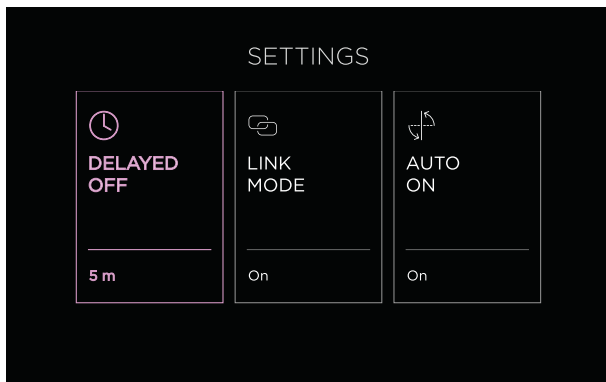 SETTINGS
DELAYED
OFF
5 m
LINK
MODE
On
AUTO
ON
On